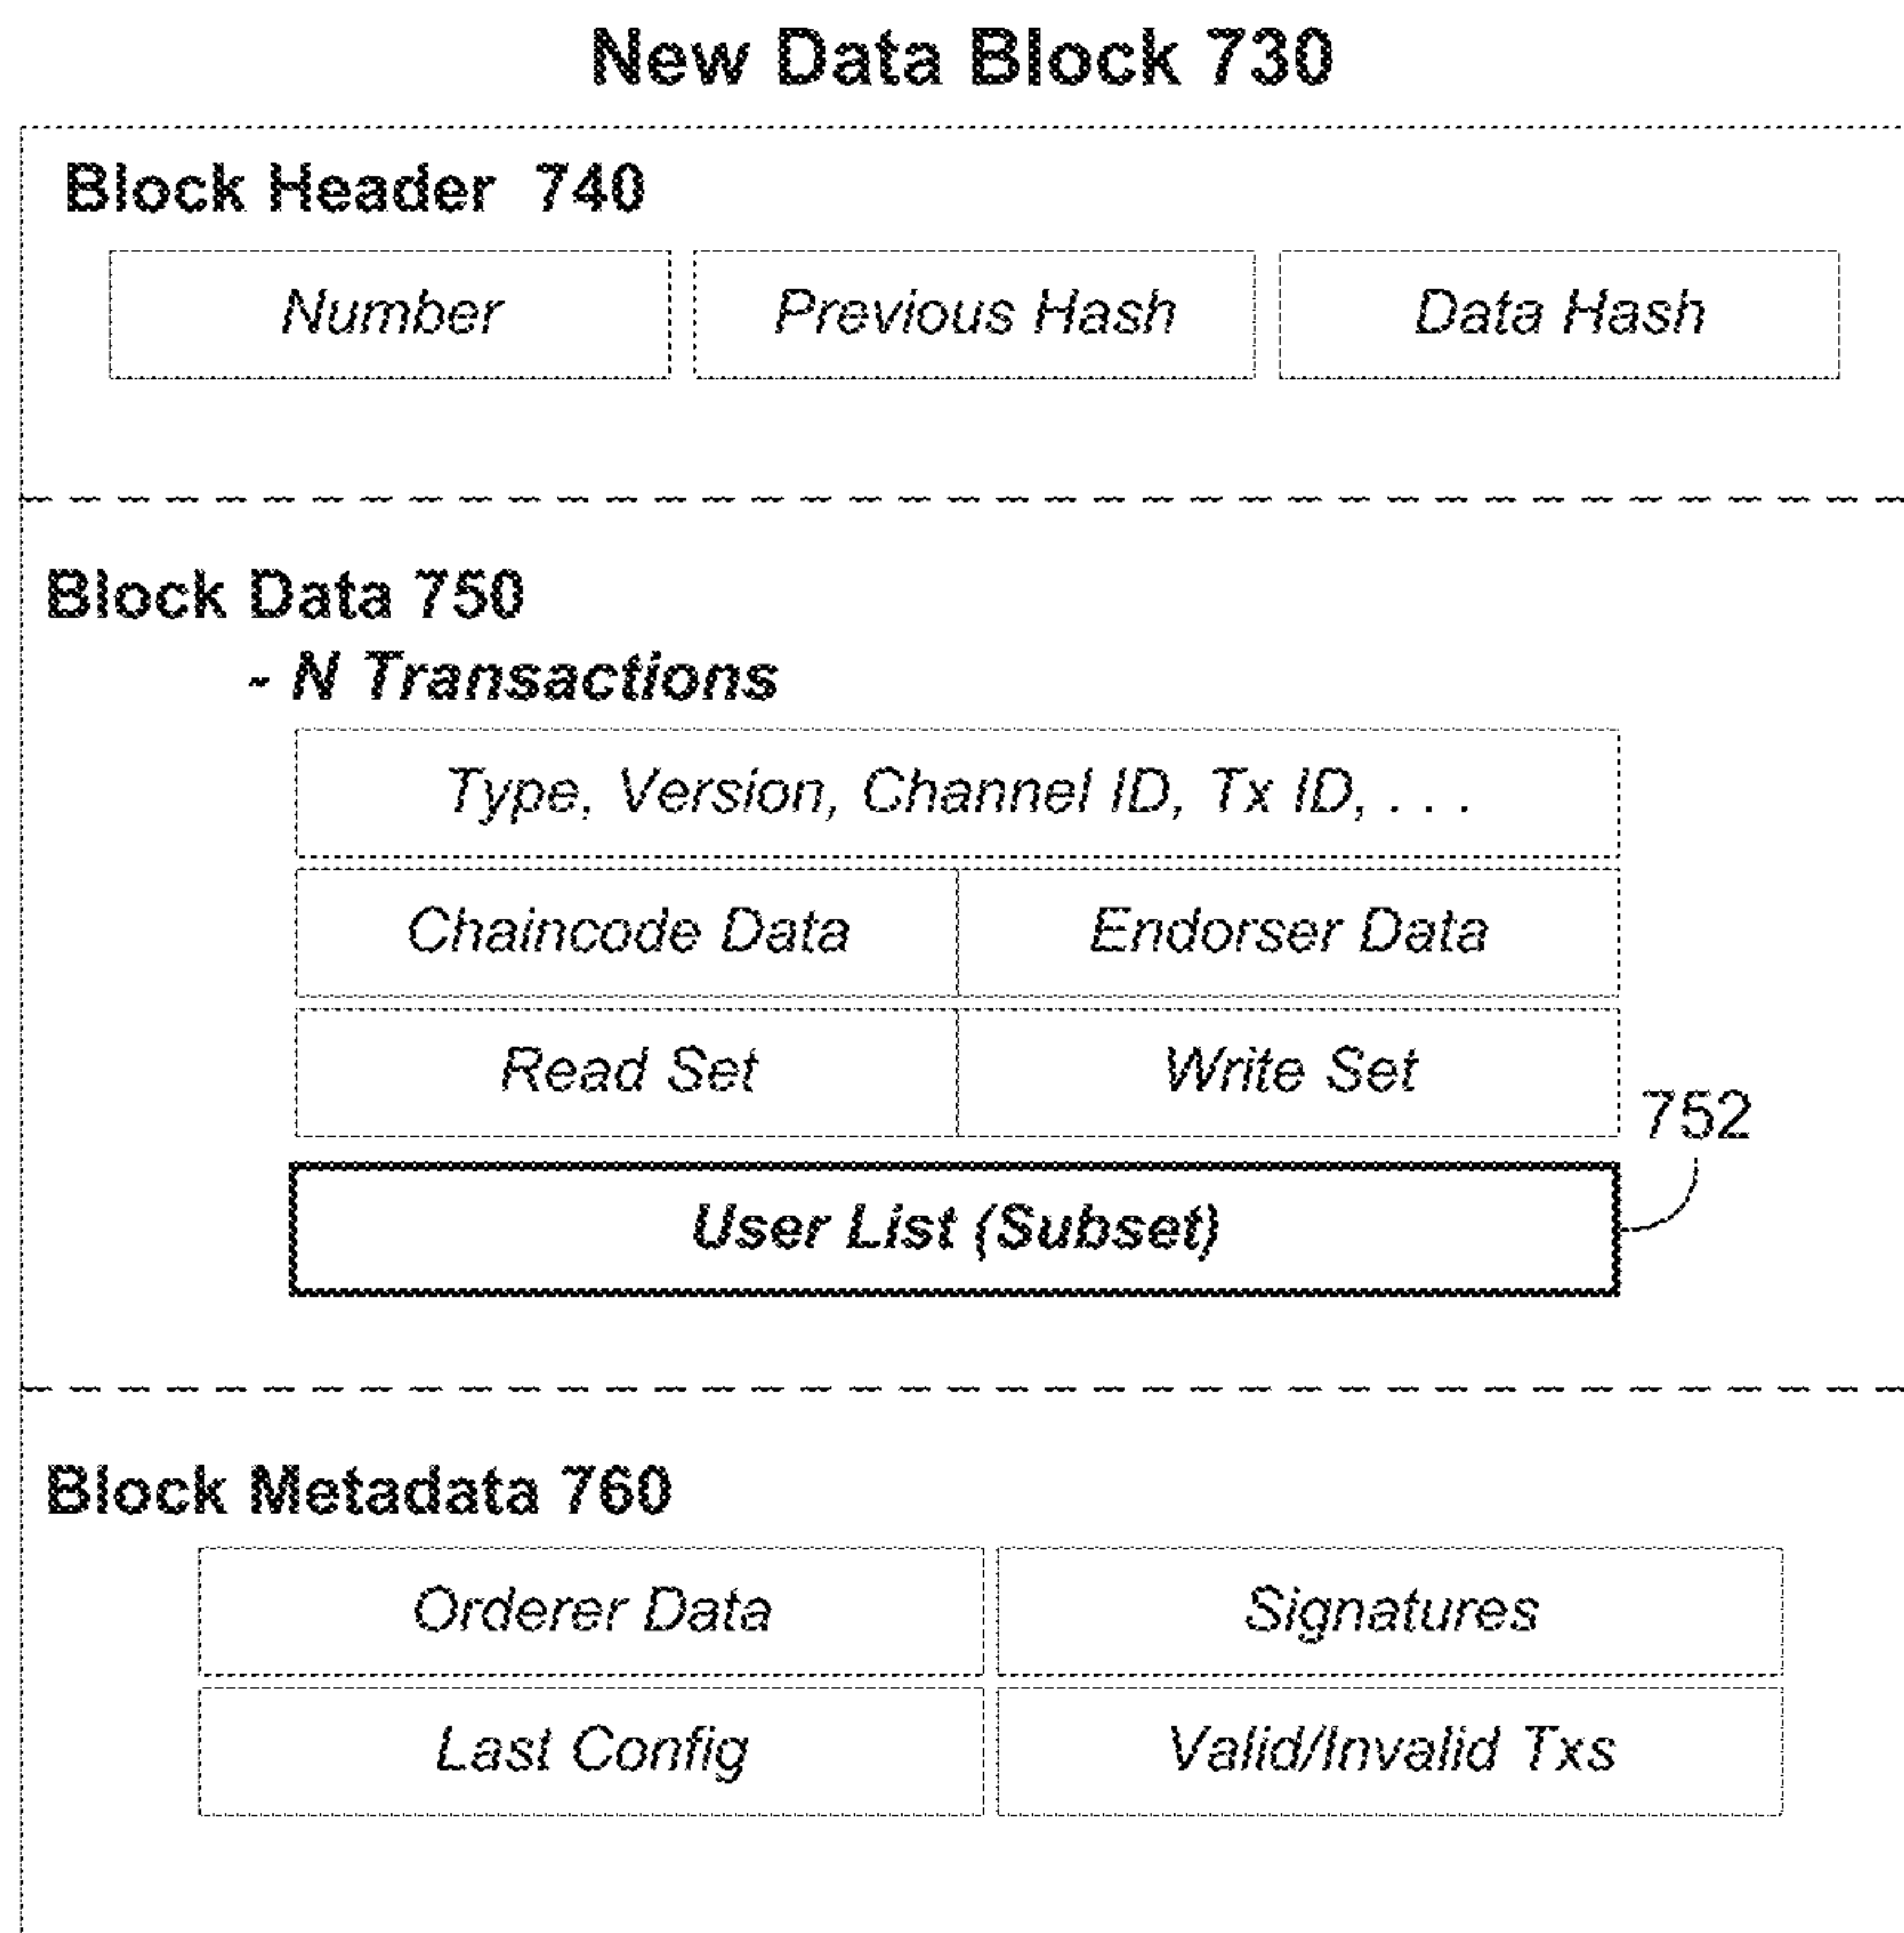 New Data Block 730
Block Header 740
Number Previous Hash Data Hash
Block Data 750
- N Transactions
Type, Version, Channel ID, Tx ID, . . .
Chaincode Data Endorser Data
Read Set Write Set
752
User List (Subset)
Block Metadata 760
Orderer Data Signatures
Last Config Valid/Invalid Txs